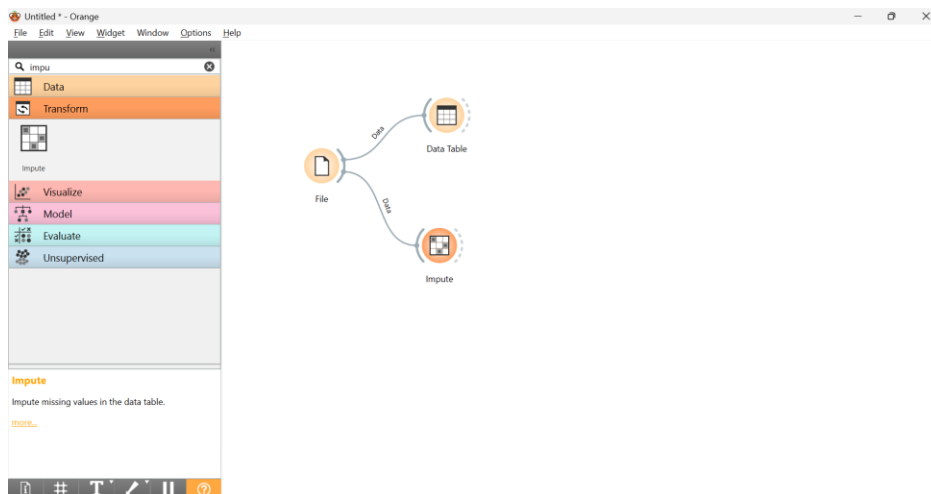 Untitled * - Orange
File Edit View Widget Window Options Help
impu
Data
Transform
Impute
Visualize
Model
Evaluate
Unsupervised
Impute
Impute missing values in the data table.
more...
Data
Data Table
File
Data
Impute